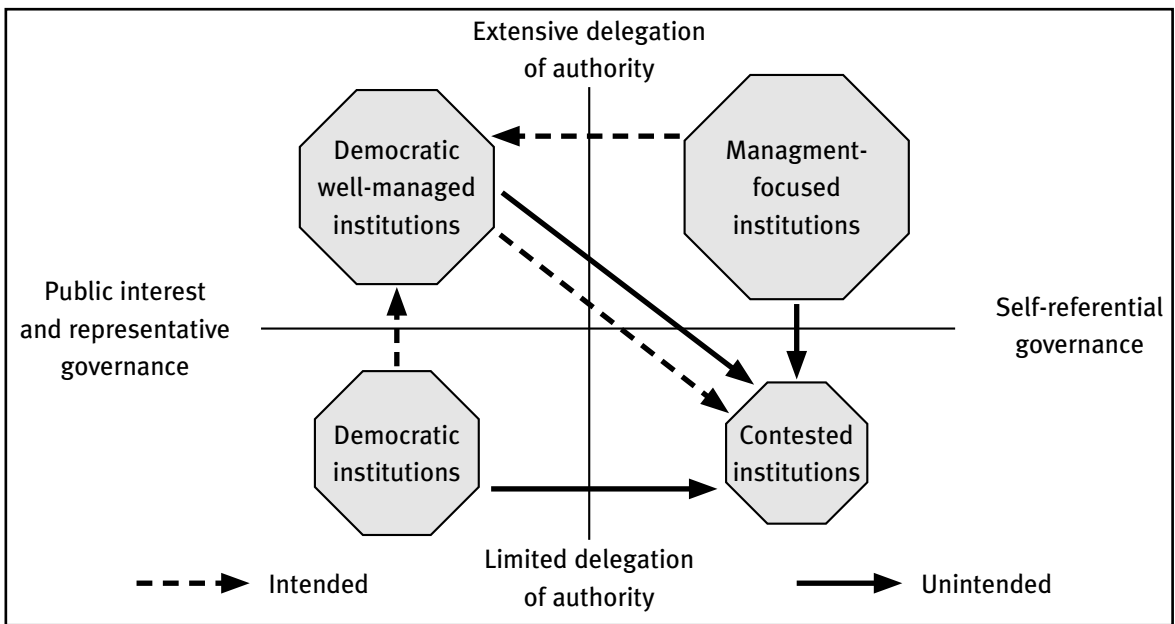 Extensive delegation
of authority
Democratic
well-managed
institutions
Managment-
focused
institutions
Public interest
and representative
governance
Self-referential
governance
Democratic
institutions
Contested
institutions
Limited delegation
of authority
Intended
Unintended